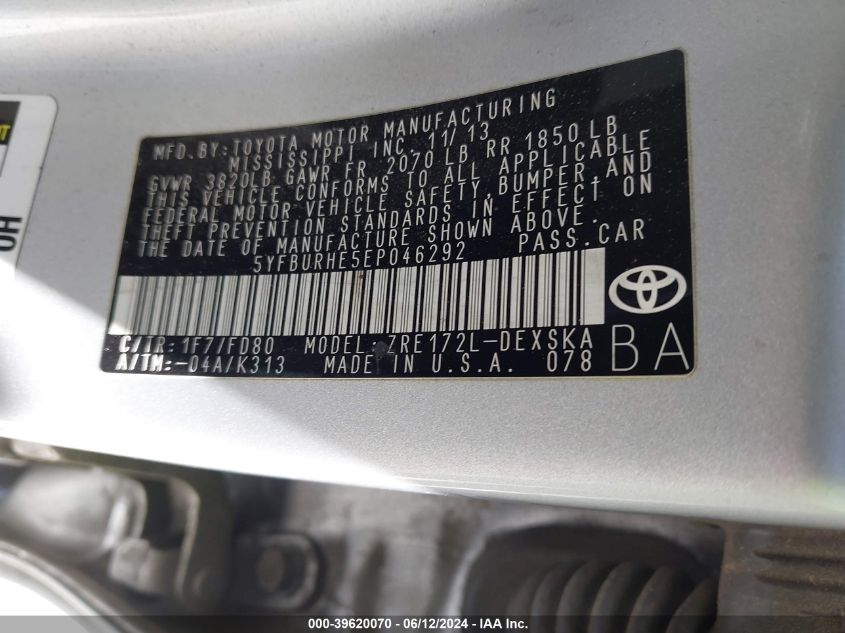 MFD.BY:TOYOTA MOTOR MANUFACTURING
MISSISSIPPI INC. 11/13
GVWR 3820LB GAWR FR 2070 LB RR 1850LB
THIS VEHICLE CONFORMS TO ALL APPLICABLE
FEDERAL MOTOR VEHICLE SAFETY, BUMPER, AND
THEFT PREVENTION STANDARDS IN EFFECT ON
THE DATE OF MANUFACTURE SHOWN ABOVE.
5YFBURHE5EP046292 PASS.CAR
C/TR: 1F7/FD80 MODEL: ZRE172L-DEXSKA
A/TM:-04A/K313 MADE IN U.S.A. 078
BA
HO
000-39620070 - 06/12/2024 - IAA Inc.